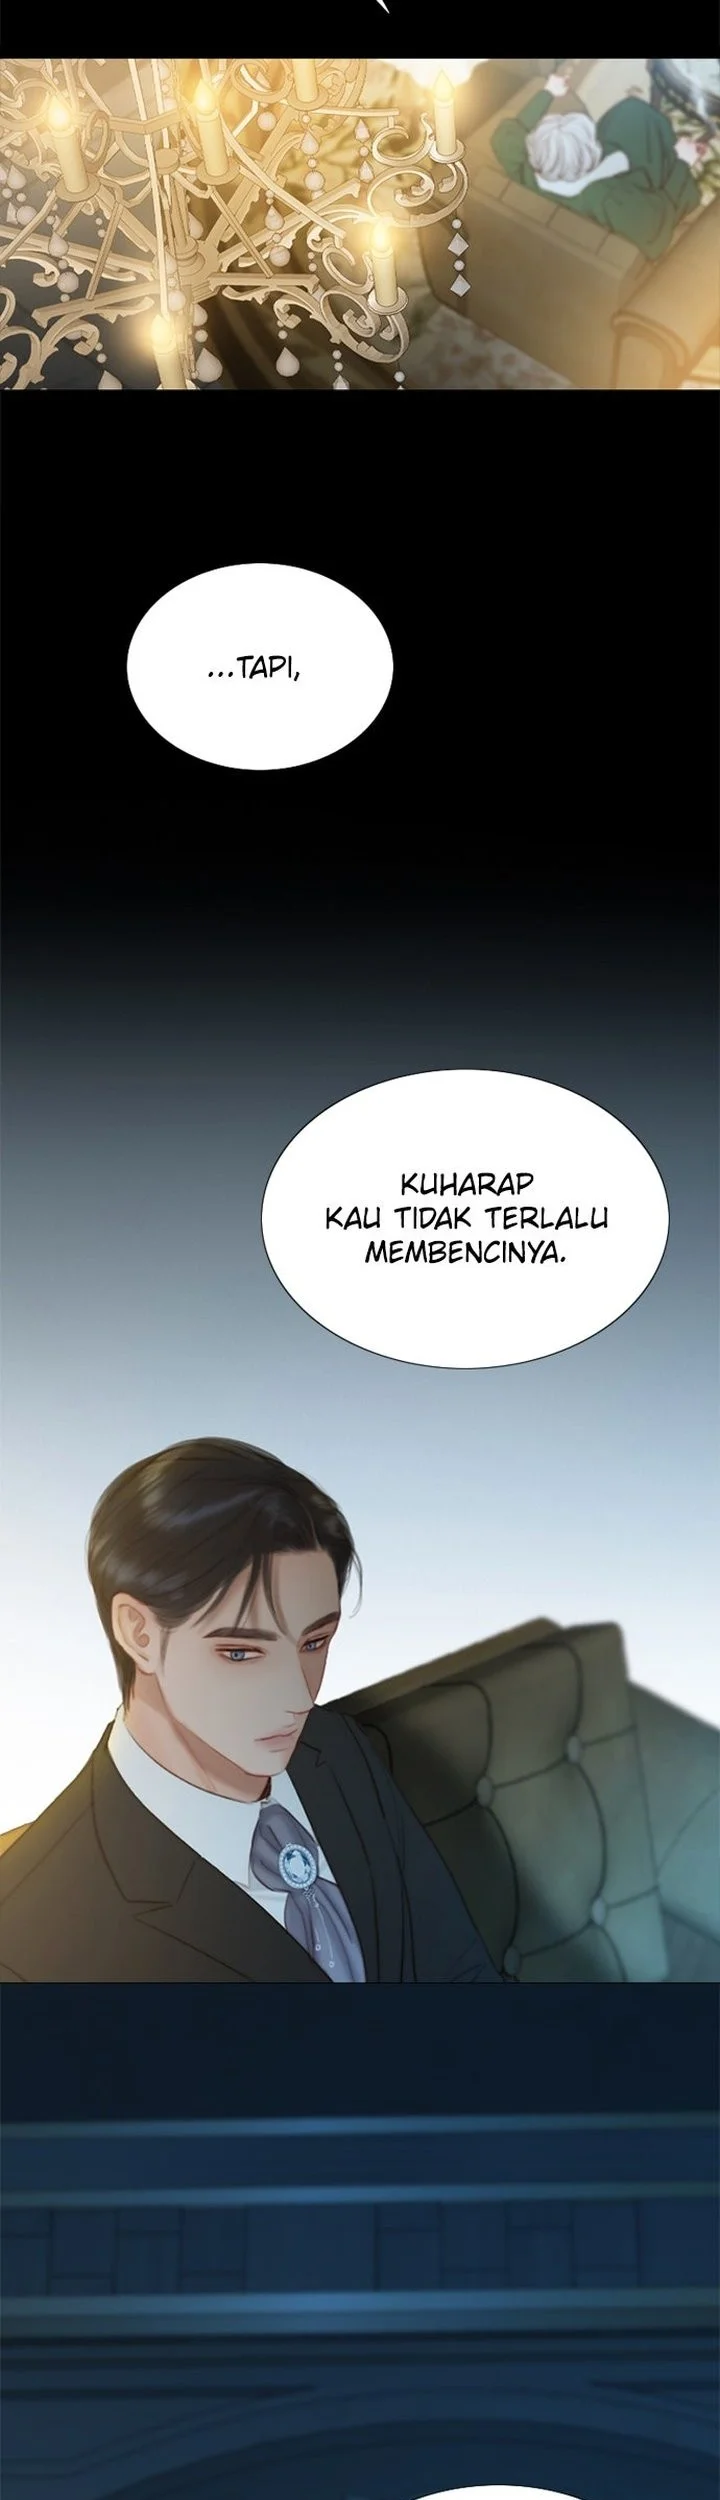 ...TAPI,
KUHARAP
KAU TIDAK TERLALU
MEMBENCINYA.